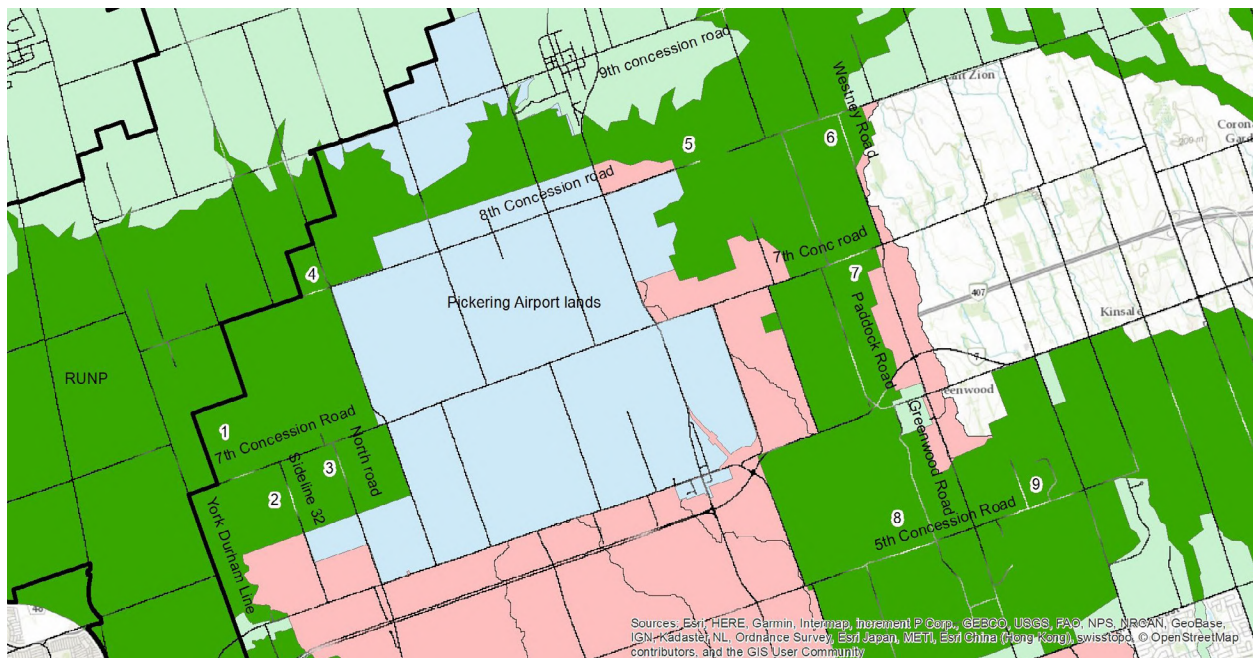 9th concession road
Westney Road
Zion
Coron
Gard
200 m
5
6
8th Concession road
7th Conc road
4
7
Pickering Airport lands
407
Kinsale
Paddock Road
7
RUNP
eenwood
1
7th Concession Road
Greenwood Road
North road
3
Sideline 32
2
9
8
5th Concession Road
York Durham Line
Sources: Esri, HERE, Garmin, Intermap, increment P Corp., GEBCO, USGS, FAO, NPS, NRCAN, GeoBase,
IGN, Kadaster NL, Ordnance Survey, Esri Japan, METI, Esri China (Hong Kong), swisstopo, © OpenStreetMap
contributors, and the GIS User Community